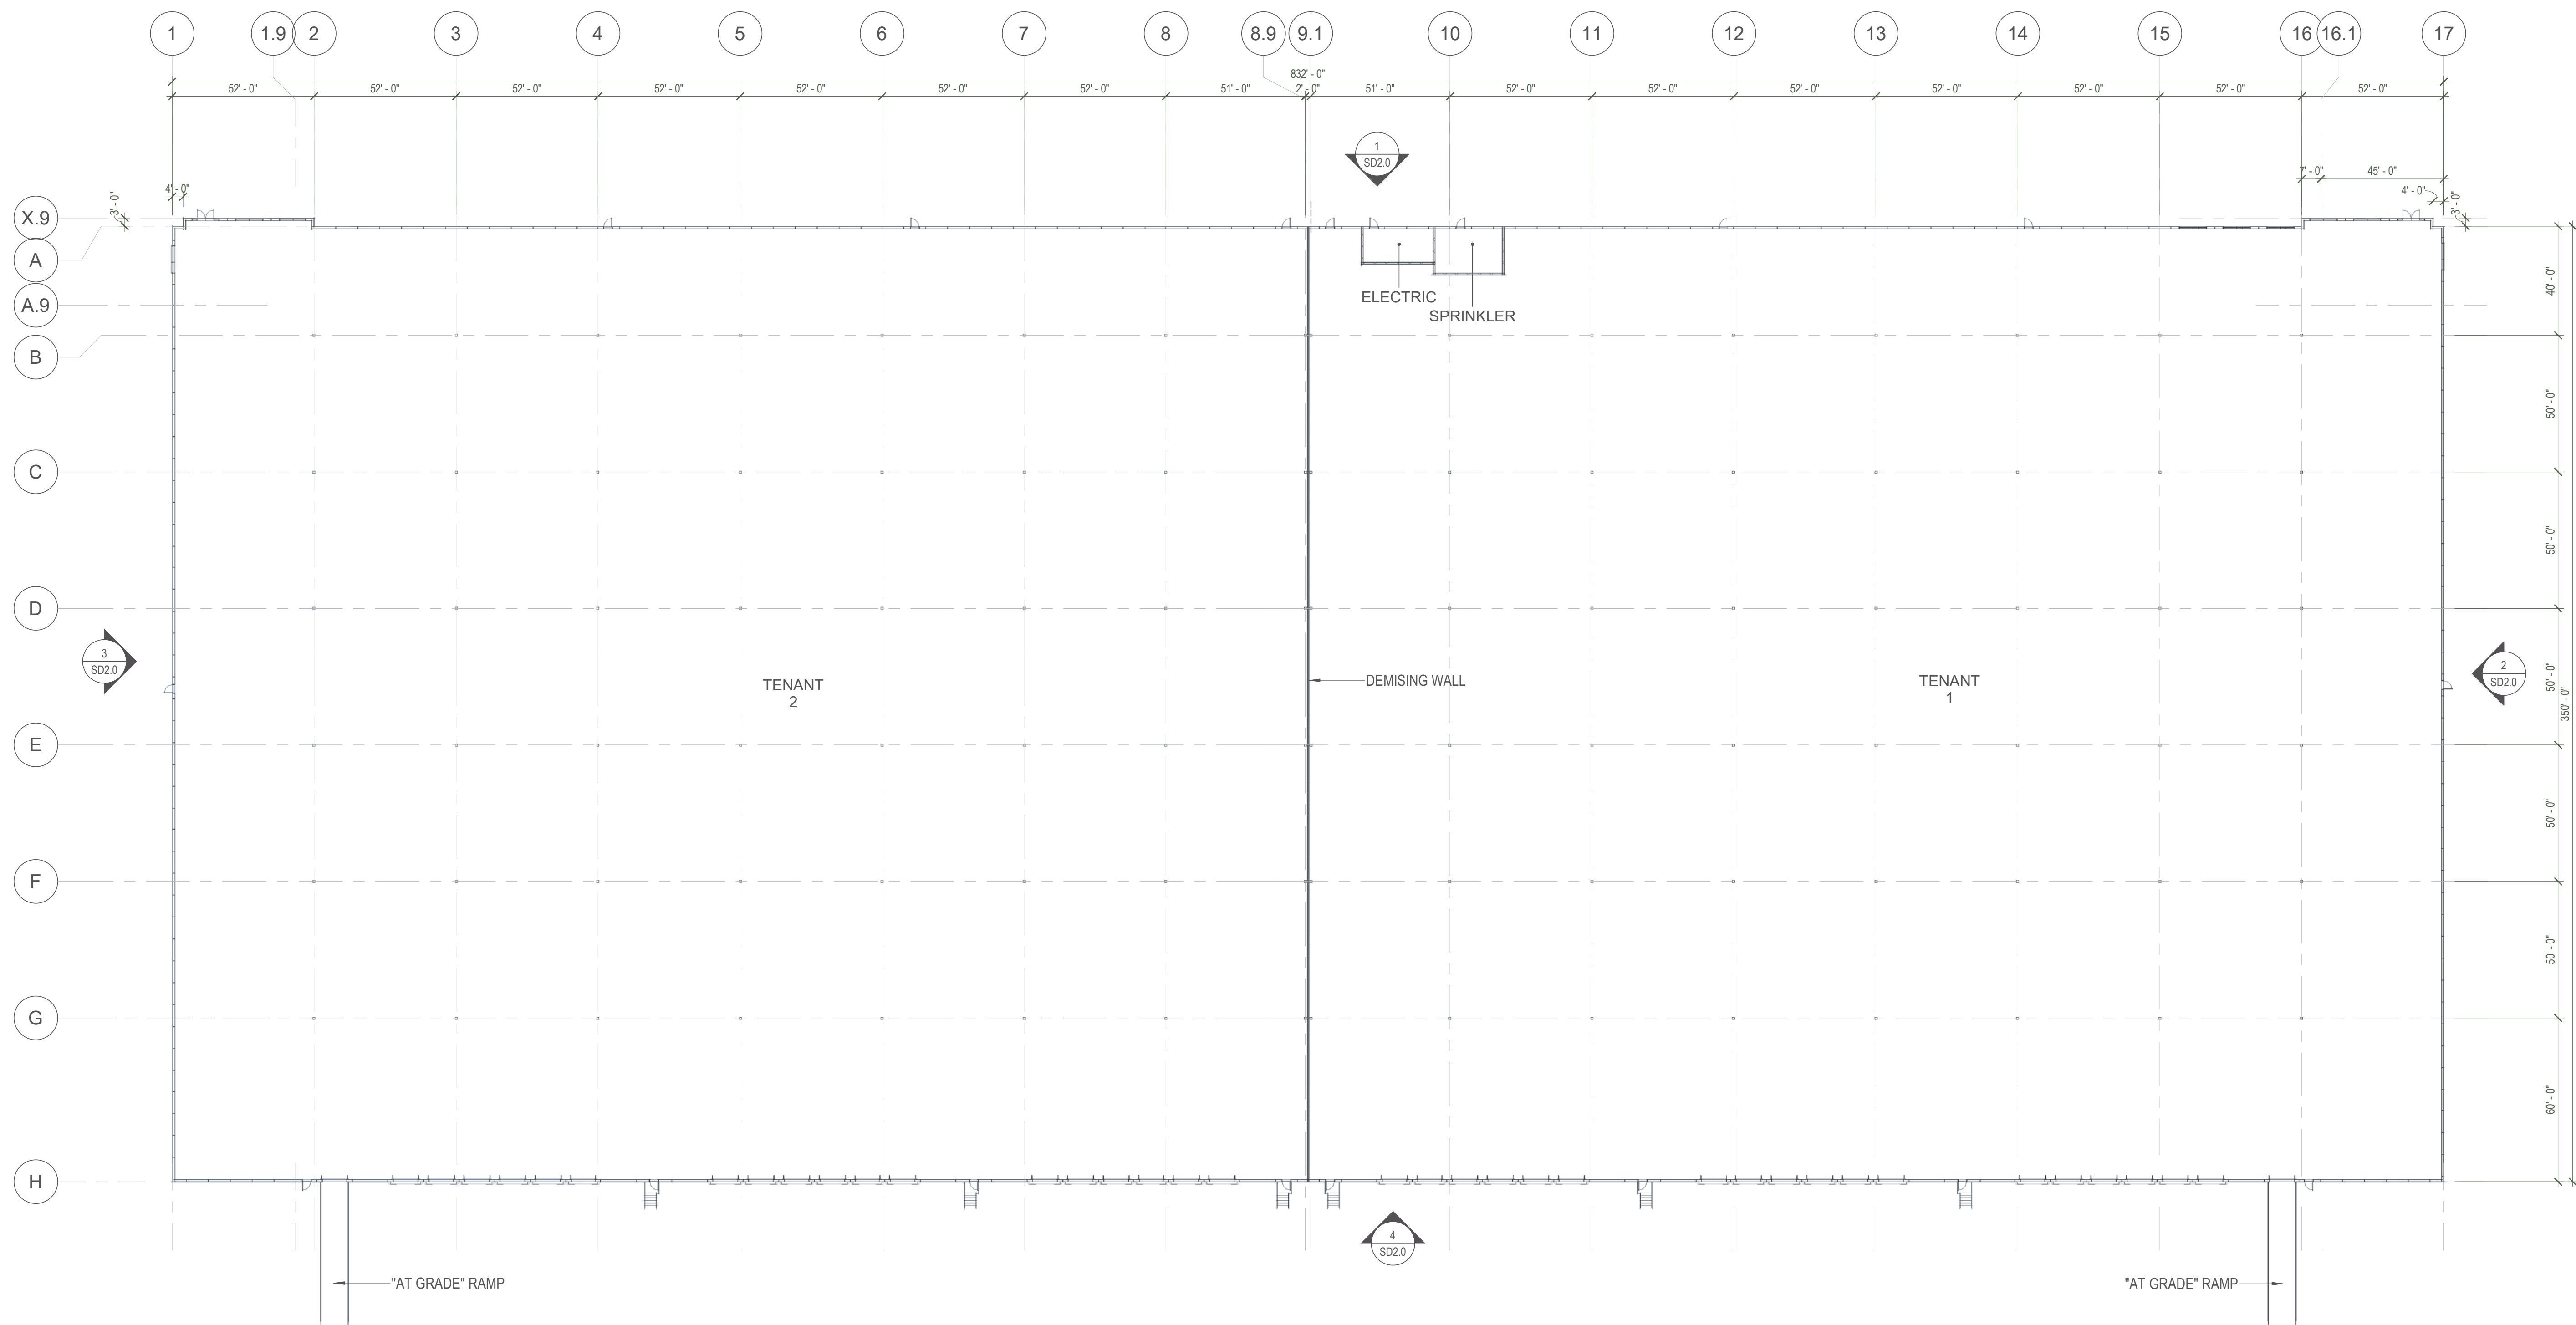 1 1.9 2 3 4 5 6 7 8 8.9 9.1 10 11 12 13 14 15 16 16.1 17
832' - 0"
52' - 0" 52' - 0" 52' - 0" 52' - 0" 52' - 0" 52' - 0" 52' - 0" 51' - 0" 2' - 0" 51' - 0" 52' - 0" 52' - 0" 52' - 0" 52' - 0" 52' - 0" 52' - 0" 52' - 0"
1
SD2.0
7' - 0" 45' - 0"
4' - 0" 4' - 0"
3' - 0" 3' - 0"
X.9
A
40' - 0"
A.9
ELECTRIC
SPRINKLER
B
50' - 0"
C
50' - 0"
D
3
SD2.0
2
SD2.0
50' - 0"
350' - 0"
TENANT
2
DEMISING WALL
TENANT
1
E
50' - 0"
F
50' - 0"
G
60' - 0"
H
4
SD2.0
"AT GRADE" RAMP
"AT GRADE" RAMP